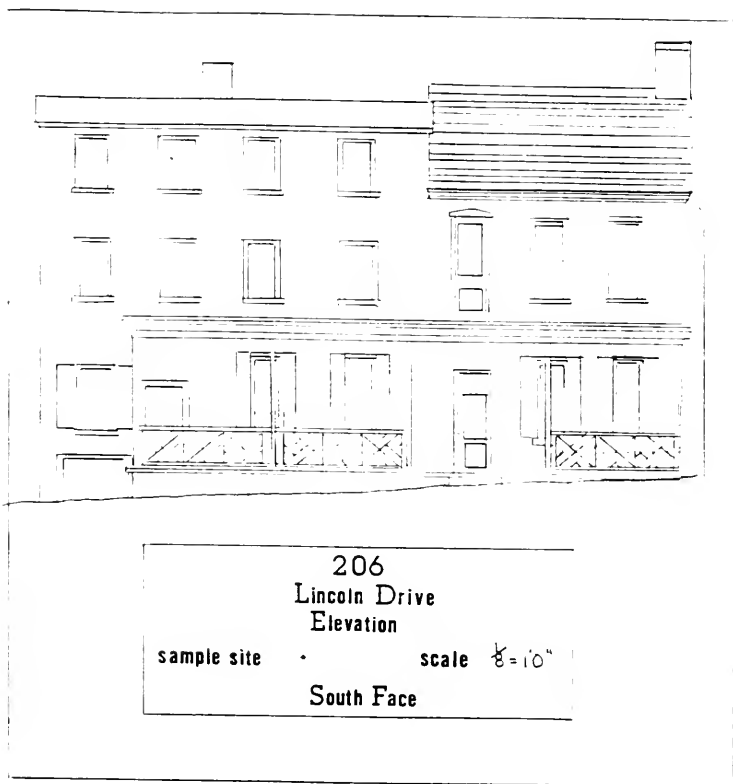 206
Lincoln Drive
Elevation
sample site • scale ⅛=1'0"
South Face